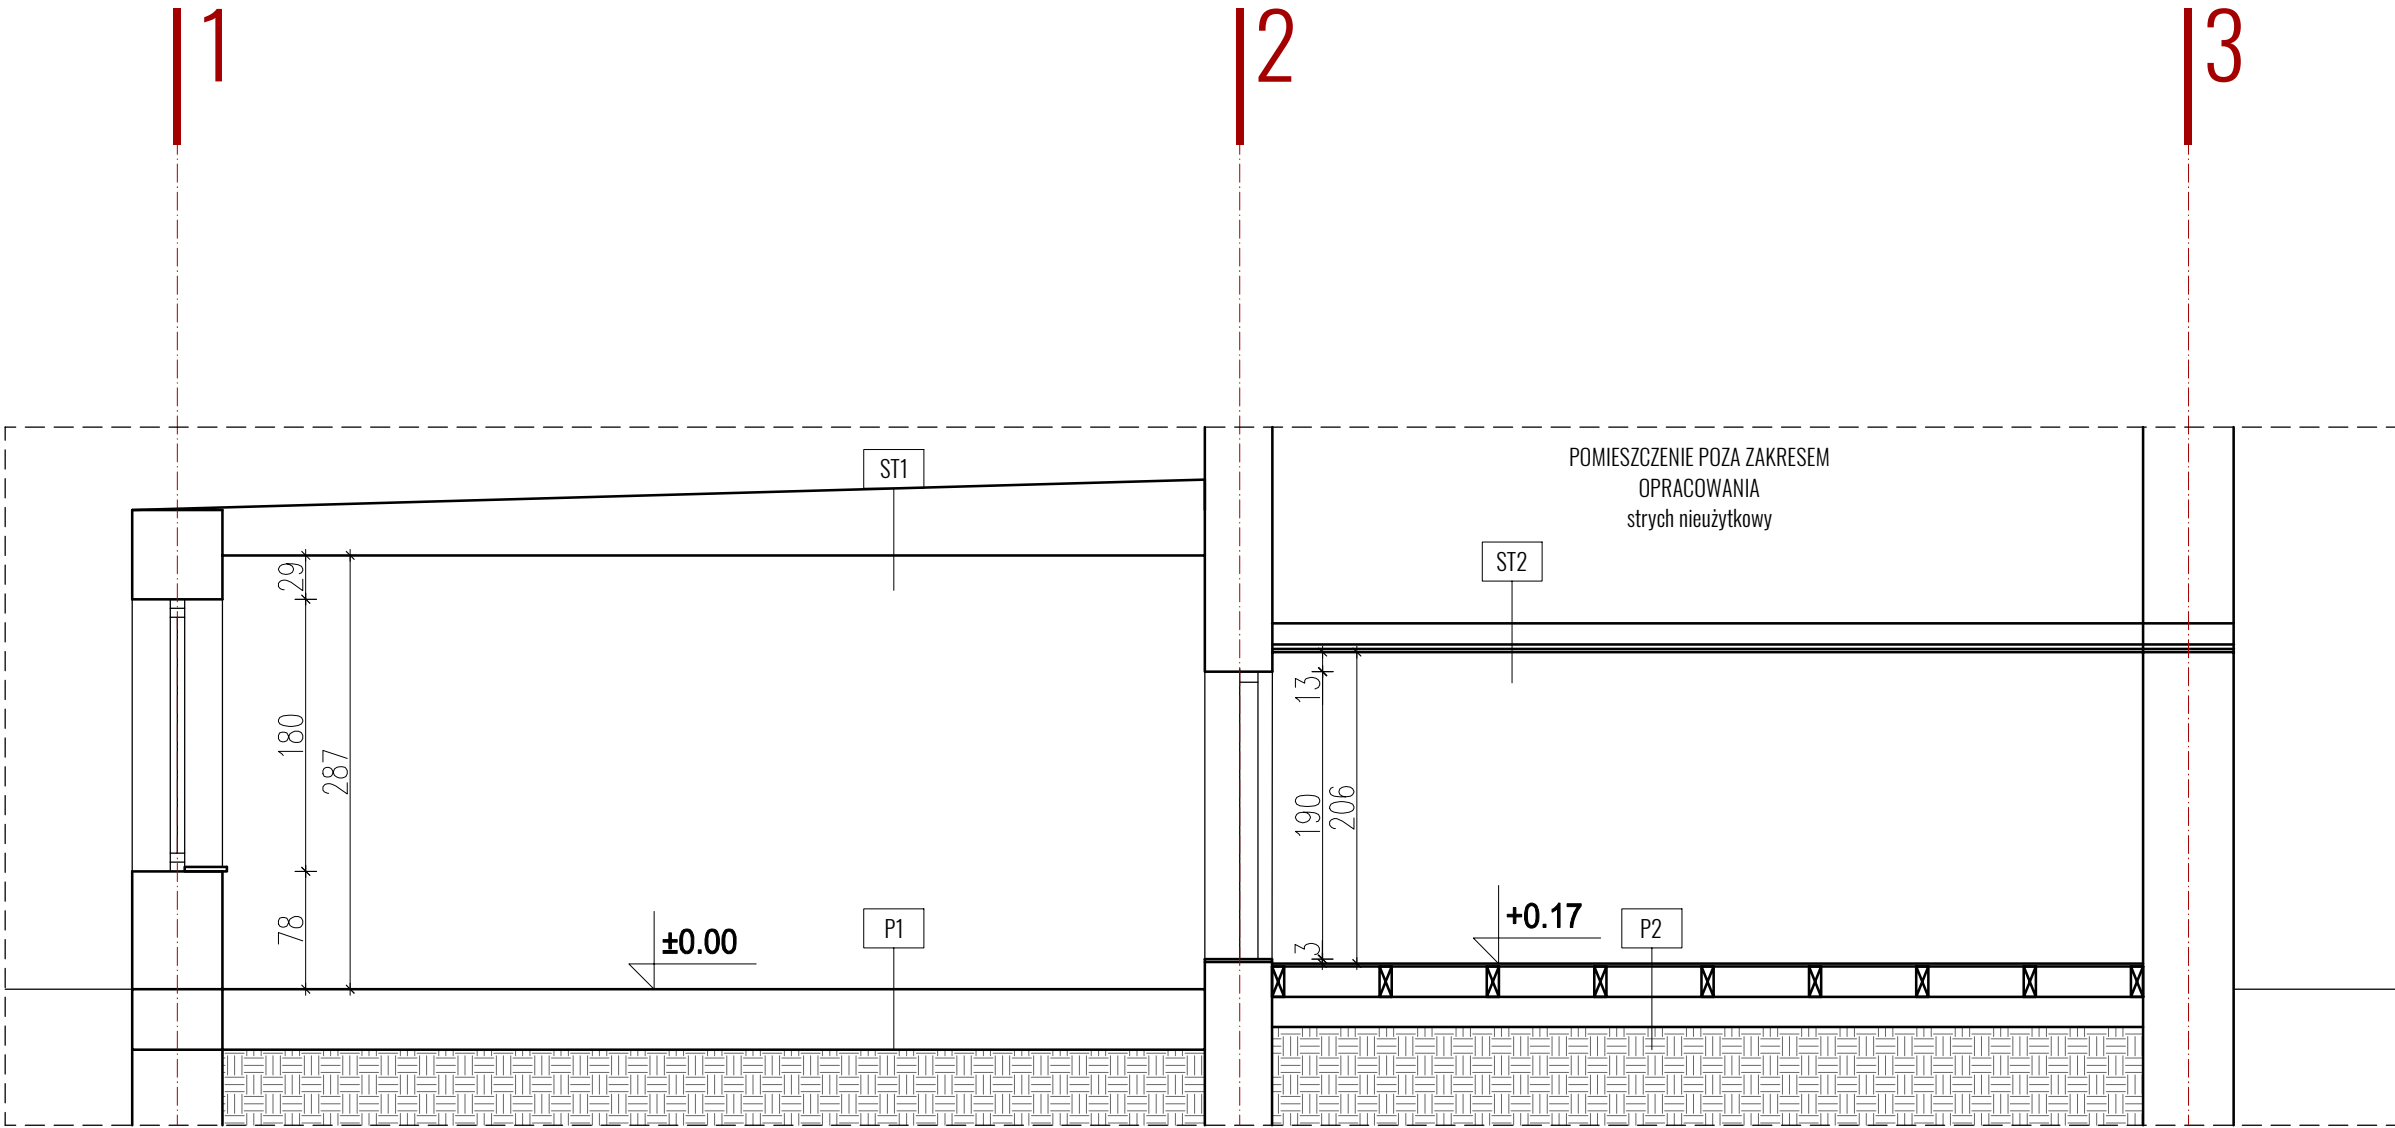 1
2
3
POMIESZCZENIE POZA ZAKRESEM
OPRACOWANIA
strych nieużytkowy
ST1
ST2
29
180
287
78
13
190
206
3
±0.00
P1
+0.17
P2